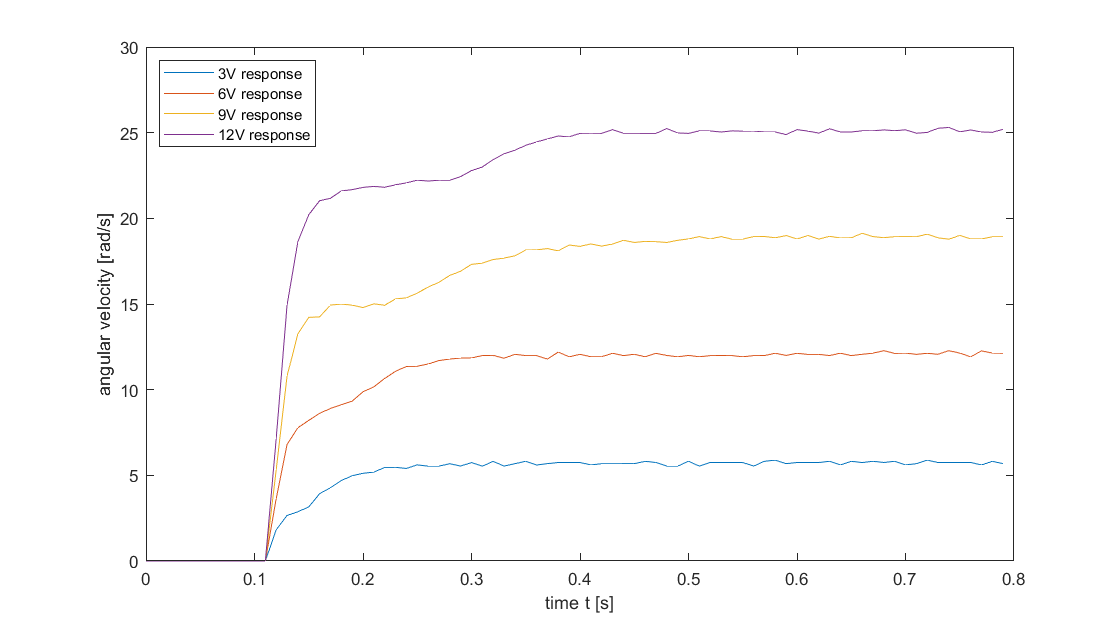 30
3V response
6V response
9V response
12V response
25
20
15
10
5
0
angular velocity [rad/s]
0 0.1 0.2 0.3 0.4 0.5 0.6 0.7 0.8
time t [s]